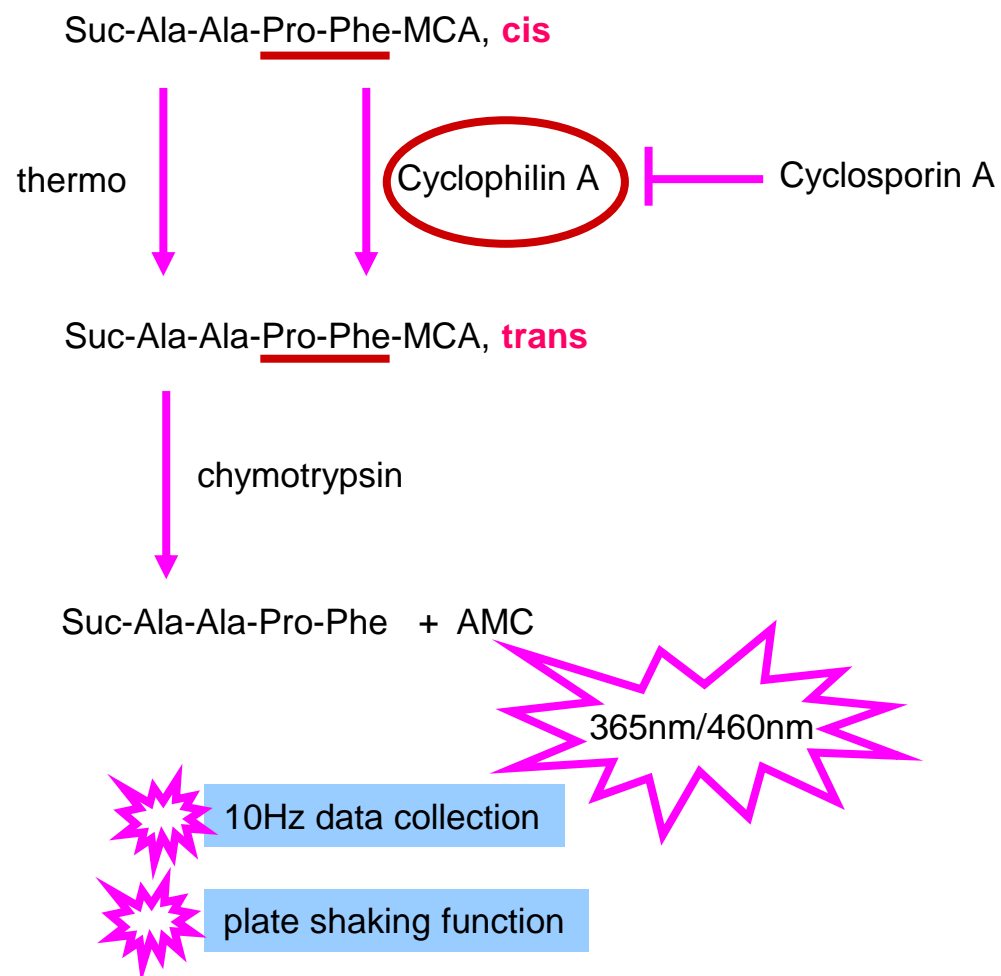 Suc-Ala-Ala-Pro-Phe-MCA, cis
thermo
Cyclophilin A
Cyclosporin A
Suc-Ala-Ala-Pro-Phe-MCA, trans
chymotrypsin
Suc-Ala-Ala-Pro-Phe + AMC
365nm/460nm
10Hz data collection
plate shaking function